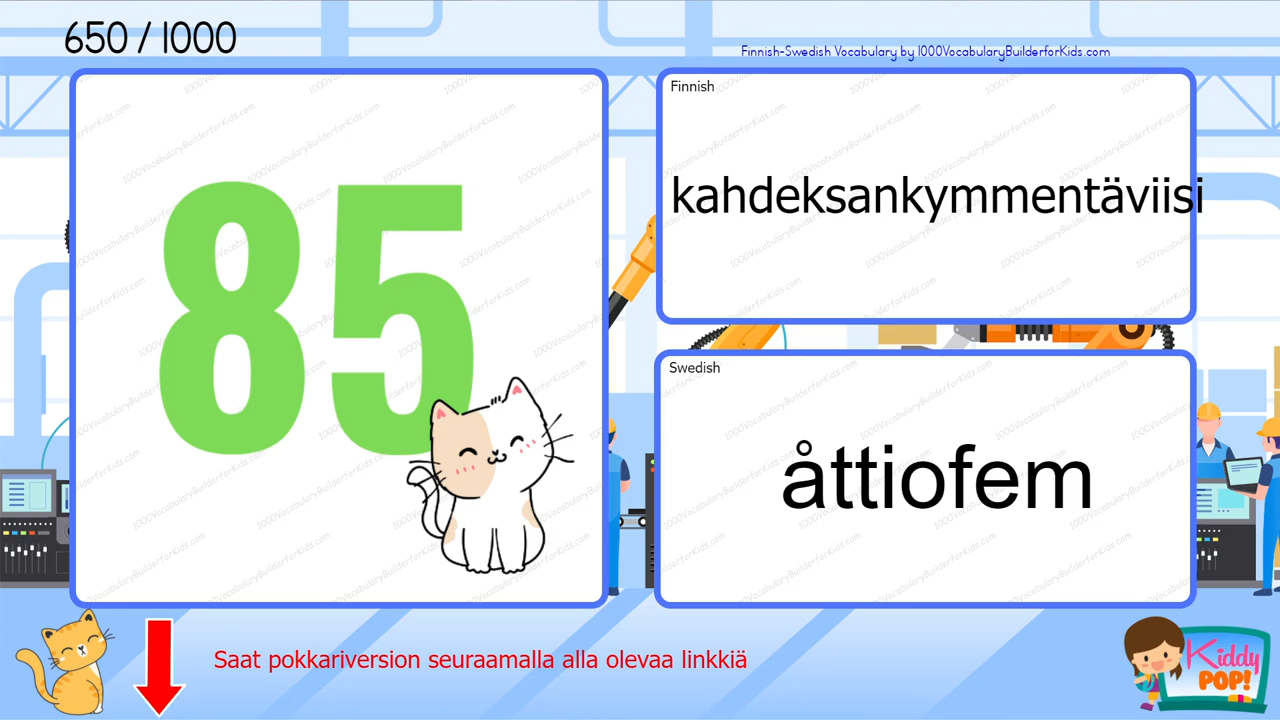 650 / 1000
Finnish-Swedish Vocabulary by 1000VocabularyBuilderforKids.com
85
Finnish
kahdeksankymmentäviisi
Swedish
åttiofem
Saat pokkariversion seuraamalla alla olevaa linkkiä
Kiddy
POP!